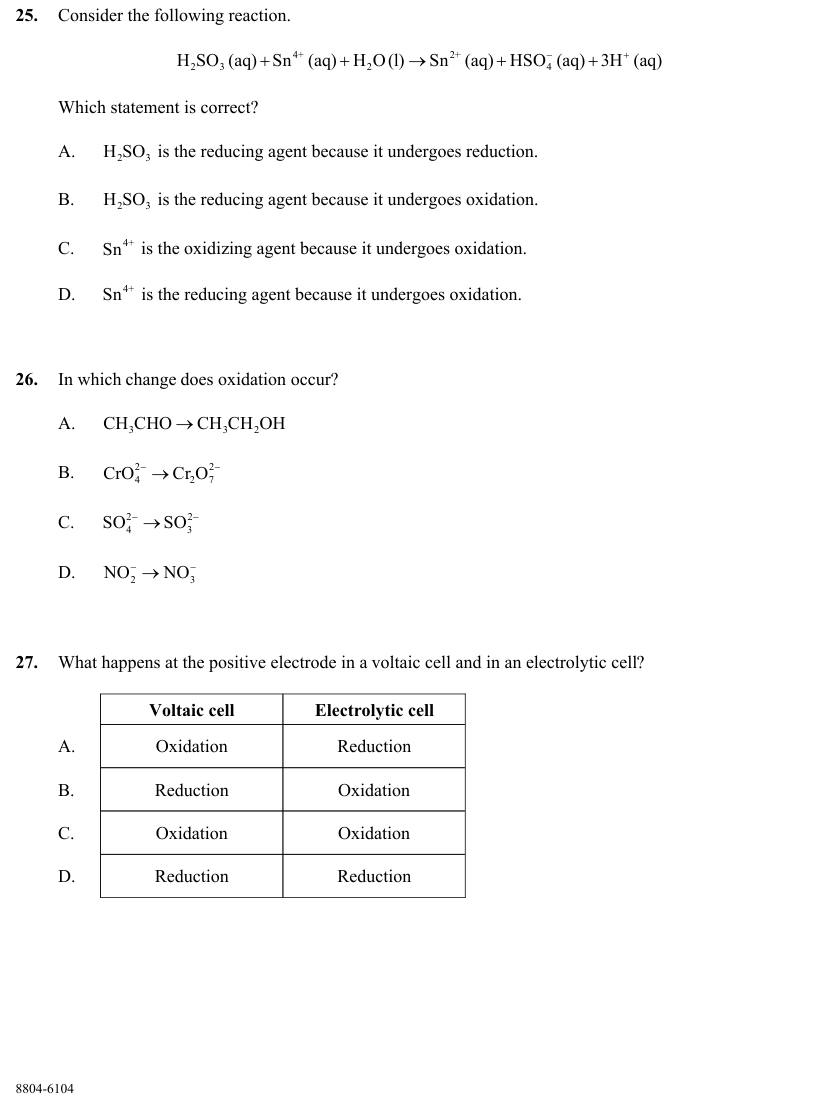 25. Consider the following reaction.
H₂SO₃ (aq) + Sn⁴⁺ (aq) + H₂O (l) → Sn²⁺ (aq) + HSO₄⁻ (aq) + 3H⁺ (aq)
Which statement is correct?
A. H₂SO₃ is the reducing agent because it undergoes reduction.
B. H₂SO₃ is the reducing agent because it undergoes oxidation.
C. Sn⁴⁺ is the oxidizing agent because it undergoes oxidation.
D. Sn⁴⁺ is the reducing agent because it undergoes oxidation.
26. In which change does oxidation occur?
A. CH₃CHO → CH₃CH₂OH
B. CrO₄²⁻ → Cr₂O₇²⁻
C. SO₄²⁻ → SO₃²⁻
D. NO₂⁻ → NO₃⁻
27. What happens at the positive electrode in a voltaic cell and in an electrolytic cell?
Voltaic cell Electrolytic cell
A. Oxidation Reduction
B. Reduction Oxidation
C. Oxidation Oxidation
D. Reduction Reduction
8804-6104